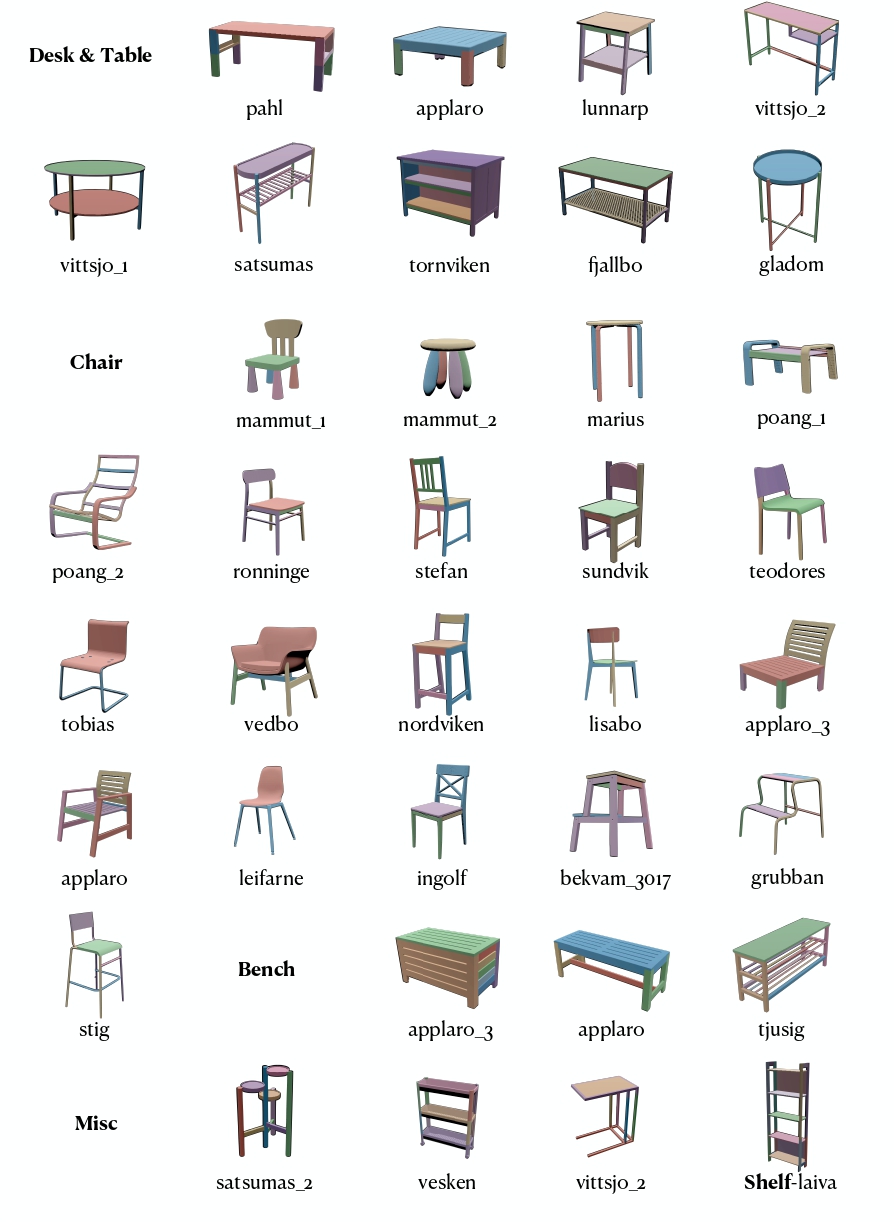 Desk & Table
pahl
applaro
lunnarp
vittsjo_2
vittsjo_1
satsumas
tornviken
fjallbo
gladom
Chair
mammut_1
mammut_2
marius
poang_1
poang_2
ronninge
stefan
sundvik
teodores
tobias
vedbo
nordviken
lisabo
applaro_3
applaro
leifarne
ingolf
bekvam_3017
grubban
stig
Bench
applaro_3
applaro
tjusig
Misc
satsumas_2
vesken
vittsjo_2
Shelf-laiva